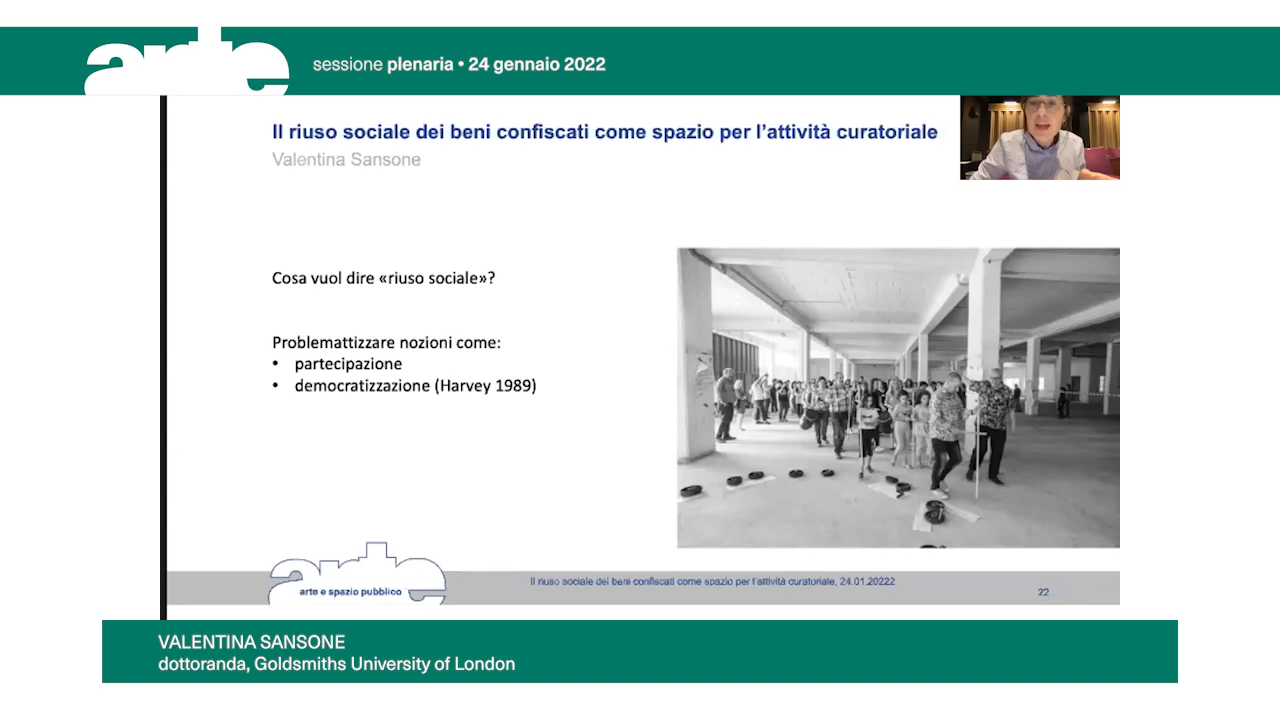 arte
sessione plenaria • 24 gennaio 2022
Il riuso sociale dei beni confiscati come spazio per l'attività curatoriale
Valentina Sansone
Cosa vuol dire «riuso sociale»?
Problemattizzare nozioni come:
• partecipazione
• democratizzazione (Harvey 1989)
arte
arte e spazio pubblico
Il riuso sociale dei beni confiscati come spazio per l'attività curatoriale, 24.01.20222
22
VALENTINA SANSONE
dottoranda, Goldsmiths University of London